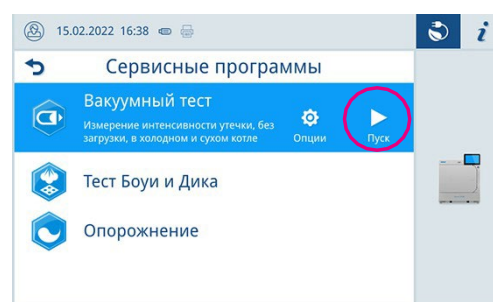 15.02.2022 16:38
i
Сервисные программы
Вакуумный тест
Измерение интенсивности утечки, без
загрузки, в холодном и сухом котле
Опции
Пуск
Тест Боуи и Дика
Опорожнение